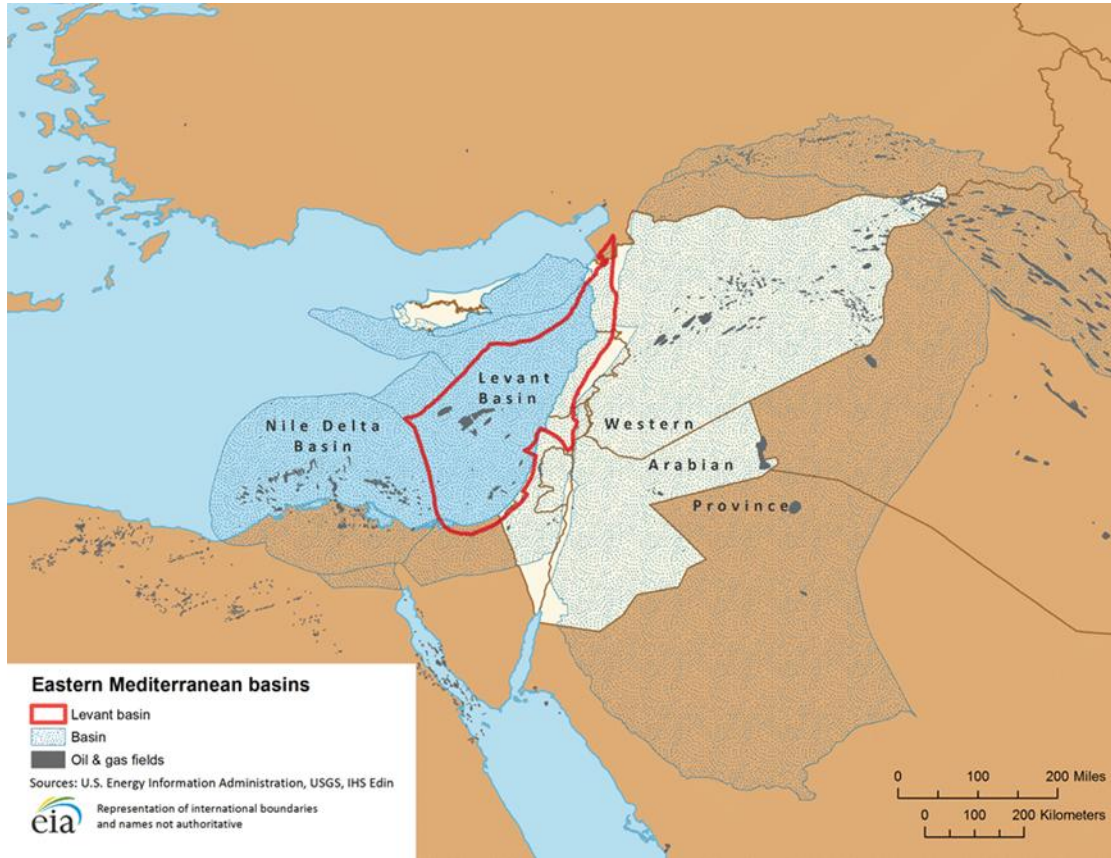 Levant
Basin
Nile Delta
Basin
Western
Arabian
Province
Eastern Mediterranean basins
Levant basin
Basin
Oil & gas fields
Sources: U.S. Energy Information Administration, USGS, IHS Edin
eia
Representation of international boundaries
and names not authoritative
0 100 200 Miles
0 100 200 Kilometers